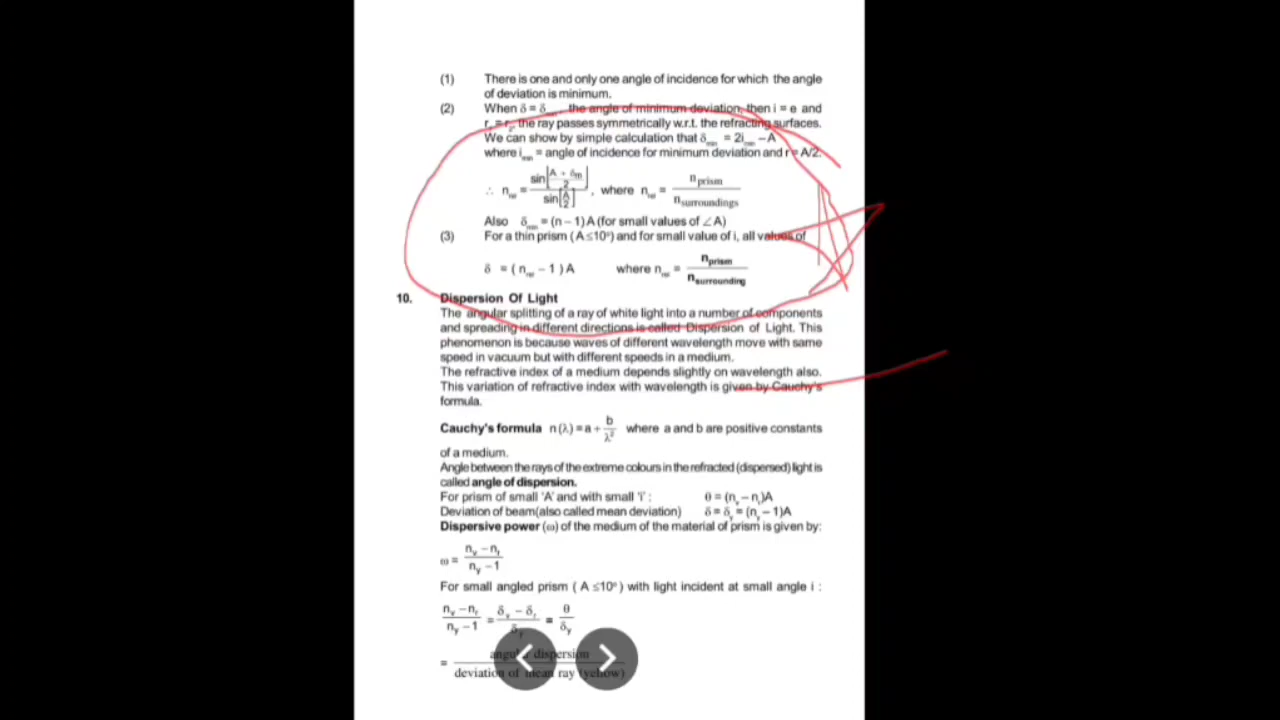 (1) There is one and only one angle of incidence for which the angle
of deviation is minimum.
(2) When δ = δmin, the angle of minimum deviation, then i = e and
r = r, the ray passes symmetrically w.r.t. the refracting surfaces.
We can show by simple calculation that δmin = 2imin – A
where imin = angle of incidence for minimum deviation and r = A/2.
∴ nrel = sin[A + δm / 2] / sin[A / 2], where nrel = nprism / nsurroundings
Also δmin = (n – 1) A (for small values of ∠ A)
(3) For a thin prism ( A ≤10°) and for small value of i, all values of
δ = ( nrel – 1 ) A where nrel = nprism / nsurrounding
10. Dispersion Of Light
The angular splitting of a ray of white light into a number of components
and spreading in different directions is called Dispersion of Light. This
phenomenon is because waves of different wavelength move with same
speed in vacuum but with different speeds in a medium.
The refractive index of a medium depends slightly on wavelength also.
This variation of refractive index with wavelength is given by Cauchy's
formula.
Cauchy's formula n (λ) = a + b / λ² where a and b are positive constants
of a medium.
Angle between the rays of the extreme colours in the refracted (dispersed) light is
called angle of dispersion.
For prism of small 'A' and with small 'i' : θ = (nv – nr)A
Deviation of beam(also called mean deviation) δ = δy = (ny – 1)A
Dispersive power (ω) of the medium of the material of prism is given by:
ω = nv – nr / ny – 1
For small angled prism ( A ≤10° ) with light incident at small angle i :
nv – nr / ny – 1 = δv – δr / δy = θ / δy
= angular dispersion / deviation of mean ray (yellow)